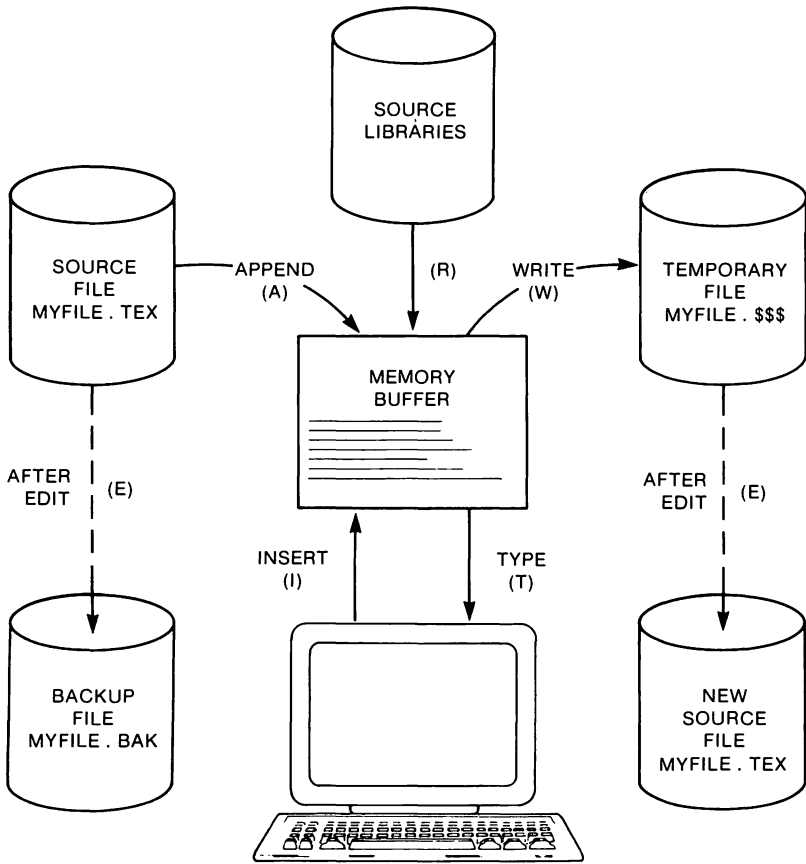 SOURCE
LIBRARIES
SOURCE
FILE
MYFILE . TEX
APPEND
(A)
(R)
WRITE
(W)
TEMPORARY
FILE
MYFILE . $$$
MEMORY
BUFFER
AFTER
EDIT
(E)
AFTER
EDIT
(E)
INSERT
(I)
TYPE
(T)
BACKUP
FILE
MYFILE . BAK
NEW
SOURCE
FILE
MYFILE . TEX